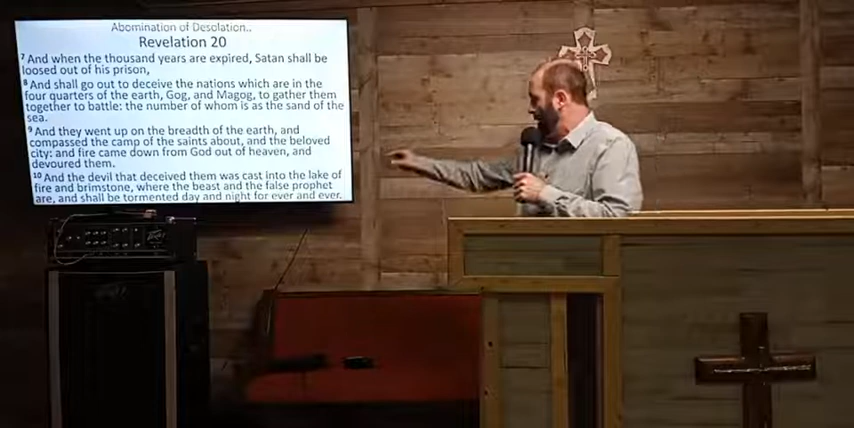 Abomination of Desolation..
Revelation 20
7 And when the thousand years are expired, Satan shall be
loosed out of his prison,
8 And shall go out to deceive the nations which are in the
four quarters of the earth, Gog, and Magog, to gather them
together to battle: the number of whom is as the sand of the
sea.
9 And they went up on the breadth of the earth, and
compassed the camp of the saints about, and the beloved
city: and fire came down from God out of heaven, and
devoured them.
10 And the devil that deceived them was cast into the lake of
fire and brimstone, where the beast and the false prophet
are, and shall be tormented day and night for ever and ever.